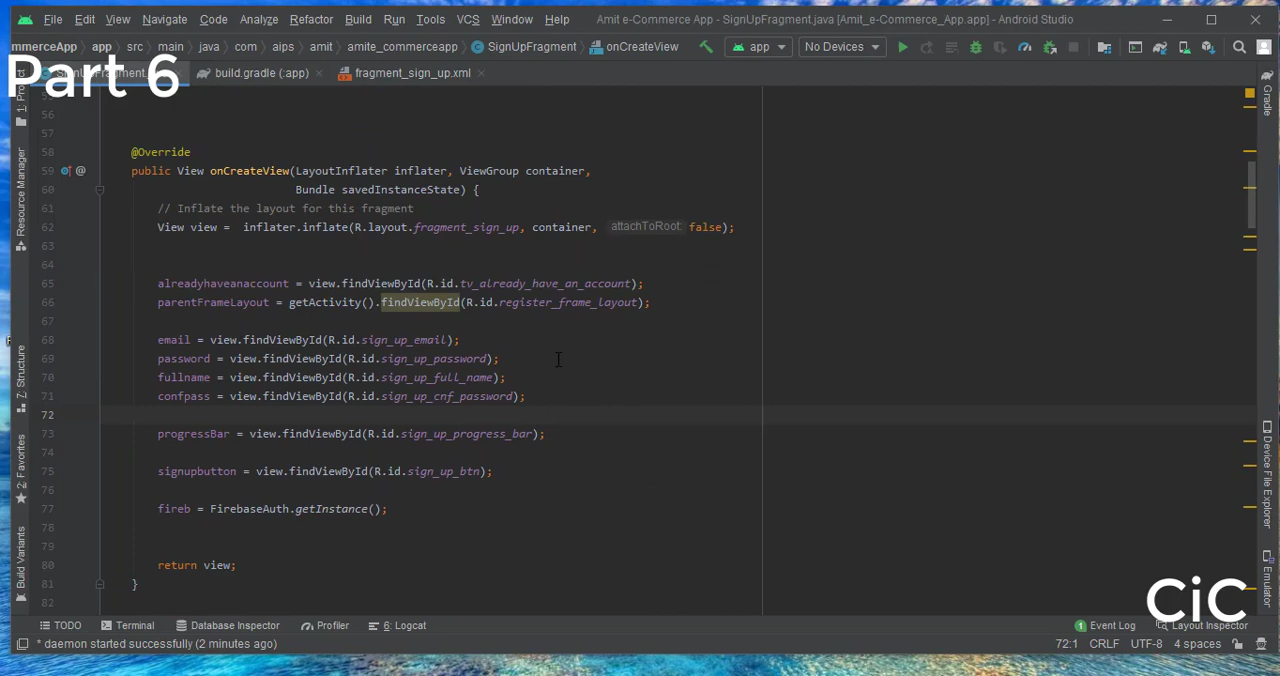 File Edit View Navigate Code Analyze Refactor Build Run Tools VCS Window Help Amit e-Commerce App - SignUpFragment.java [Amit_e-Commerce_App.app] - Android Studio
mmerceApp app src main java com aips amit amite_commerceapp SignUpFragment onCreateView app No Devices
Part 6
build.gradle (:app) fragment_sign_up.xml
56
57
58 @Override
59 public View onCreateView(LayoutInflater inflater, ViewGroup container,
60 Bundle savedInstanceState) {
61 // Inflate the layout for this fragment
62 View view = inflater.inflate(R.layout.fragment_sign_up, container, attachToRoot: false);
63
64
65 alreadyhaveanaccount = view.findViewById(R.id.tv_already_have_an_account);
66 parentFrameLayout = getActivity().findViewById(R.id.register_frame_layout);
67
68 email = view.findViewById(R.id.sign_up_email);
69 password = view.findViewById(R.id.sign_up_password);
70 fullname = view.findViewById(R.id.sign_up_full_name);
71 confpass = view.findViewById(R.id.sign_up_cnf_password);
72
73 progressBar = view.findViewById(R.id.sign_up_progress_bar);
74
75 signupbutton = view.findViewById(R.id.sign_up_btn);
76
77 fireb = FirebaseAuth.getInstance();
78
79
80 return view;
81 }
82
Resource Manager
Z: Structure
2: Favorites
Build Variants
Gradle
Device File Explorer
Emulator
CiC
TODO Terminal Database Inspector Profiler 6: Logcat 1 Event Log Layout Inspector
* daemon started successfully (2 minutes ago) 72:1 CRLF UTF-8 4 spaces